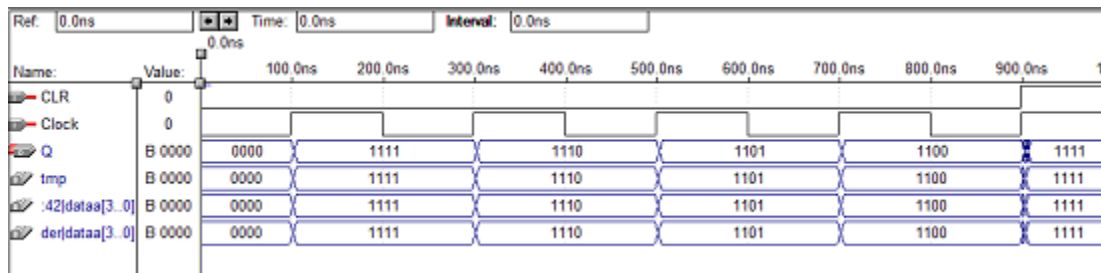 Ref: 0.0ns Time: 0.0ns Interval: 0.0ns
0.0ns
Name: Value: 100.0ns 200.0ns 300.0ns 400.0ns 500.0ns 600.0ns 700.0ns 800.0ns 900.0ns 1
CLR 0
Clock 0
Q B 0000 0000 1111 1110 1101 1100 1111
tmp B 0000 0000 1111 1110 1101 1100 1111
:42|dataa[3..0] B 0000 0000 1111 1110 1101 1100 1111
der|dataa[3..0] B 0000 0000 1111 1110 1101 1100 1111